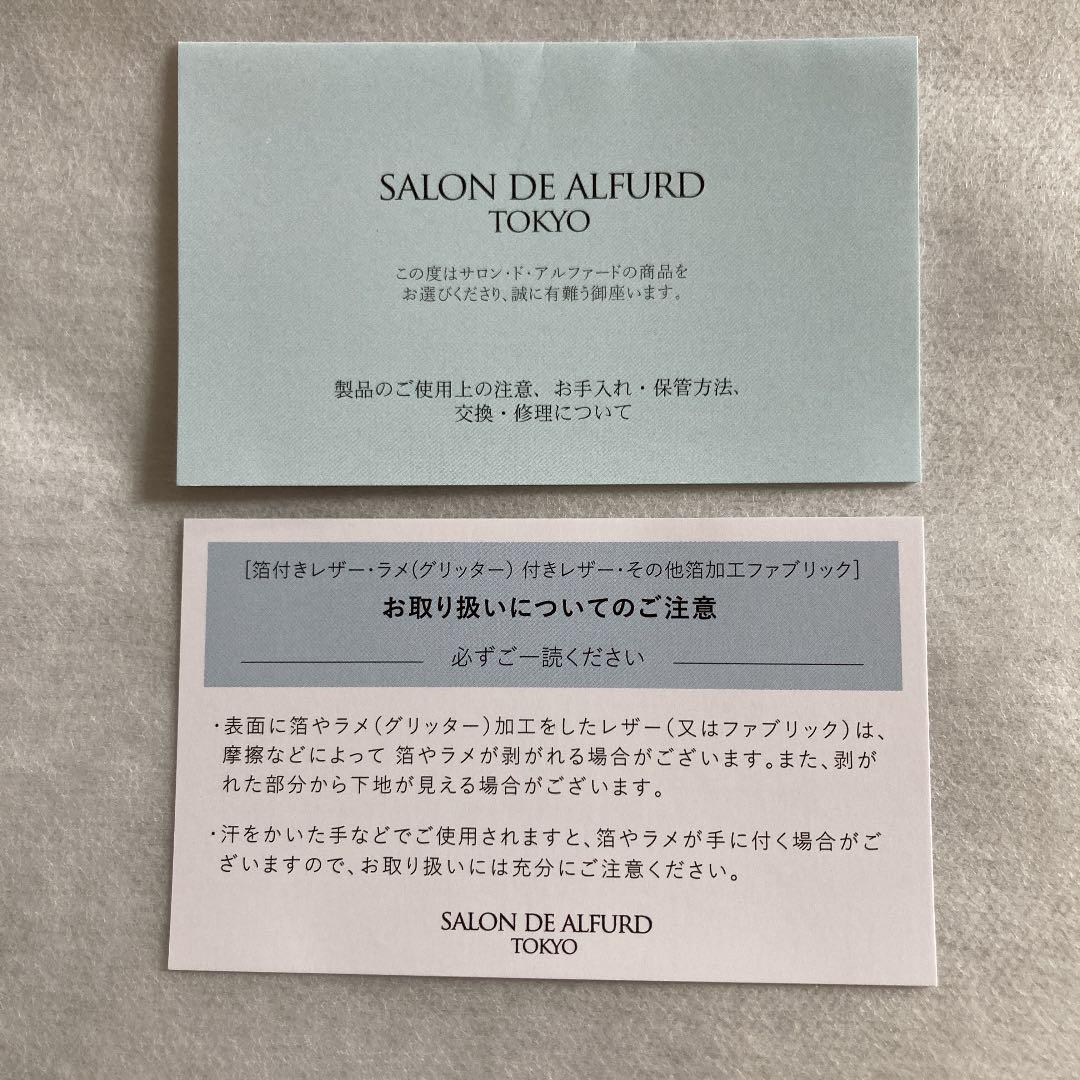 SALON DE ALFURD
TOKYO
この度はサロン・ド・アルファードの商品を
お選びくださり、誠に有難う御座います。
製品のご使用上の注意、お手入れ・保管方法、
交換・修理について
[箔付きレザー・ラメ(グリッター) 付きレザー・その他箔加工ファブリック]
お取り扱いについてのご注意
必ずご一読ください
・表面に箔やラメ(グリッター)加工をしたレザー(又はファブリック)は、
摩擦などによって 箔やラメが剥がれる場合がございます。また、剥が
れた部分から下地が見える場合がございます。
・汗をかいた手などでご使用されますと、箔やラメが手に付く場合がご
ざいますので、お取り扱いには充分にご注意ください。
SALON DE ALFURD
TOKYO